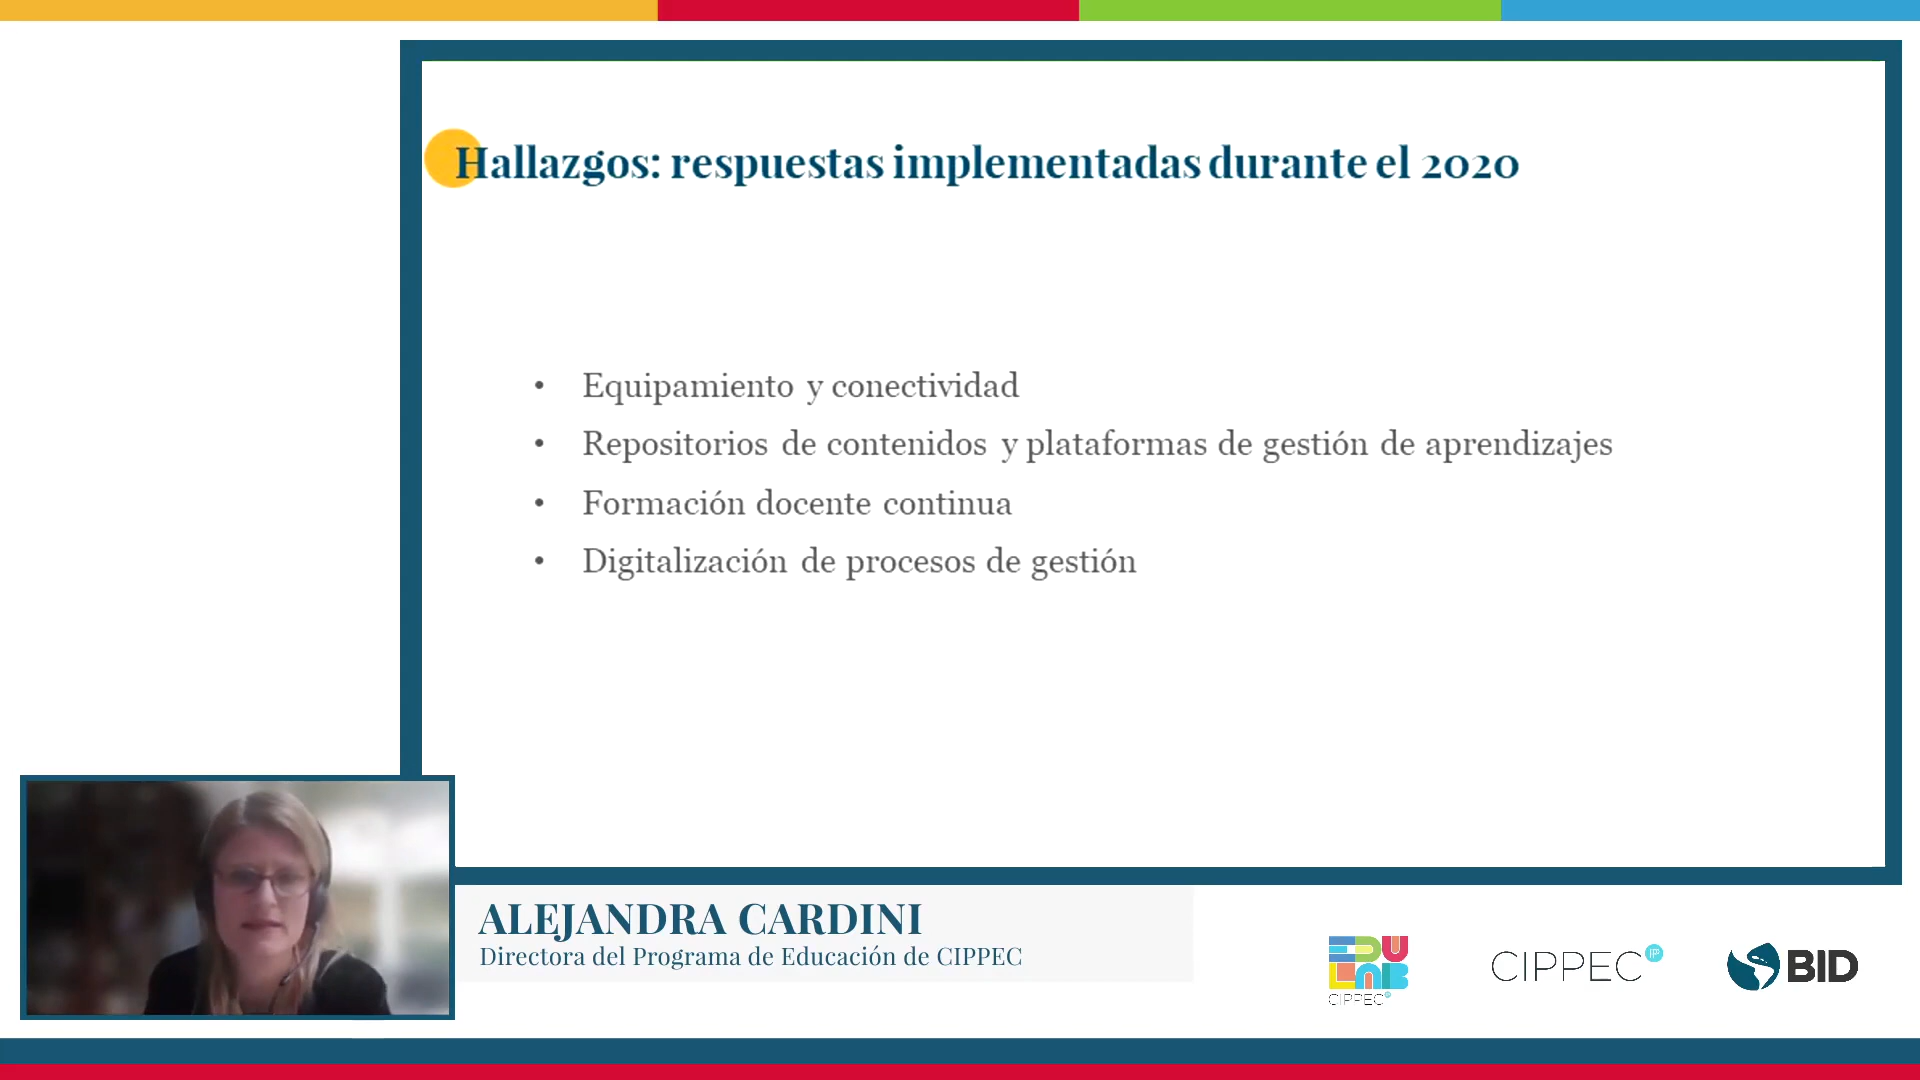 Hallazgos: respuestas implementadas durante el 2020
• Equipamiento y conectividad
• Repositorios de contenidos y plataformas de gestión de aprendizajes
• Formación docente continua
• Digitalización de procesos de gestión
ALEJANDRA CARDINI
Directora del Programa de Educación de CIPPEC
EDU
LAB
CIPPEC
CIPPEC
BID